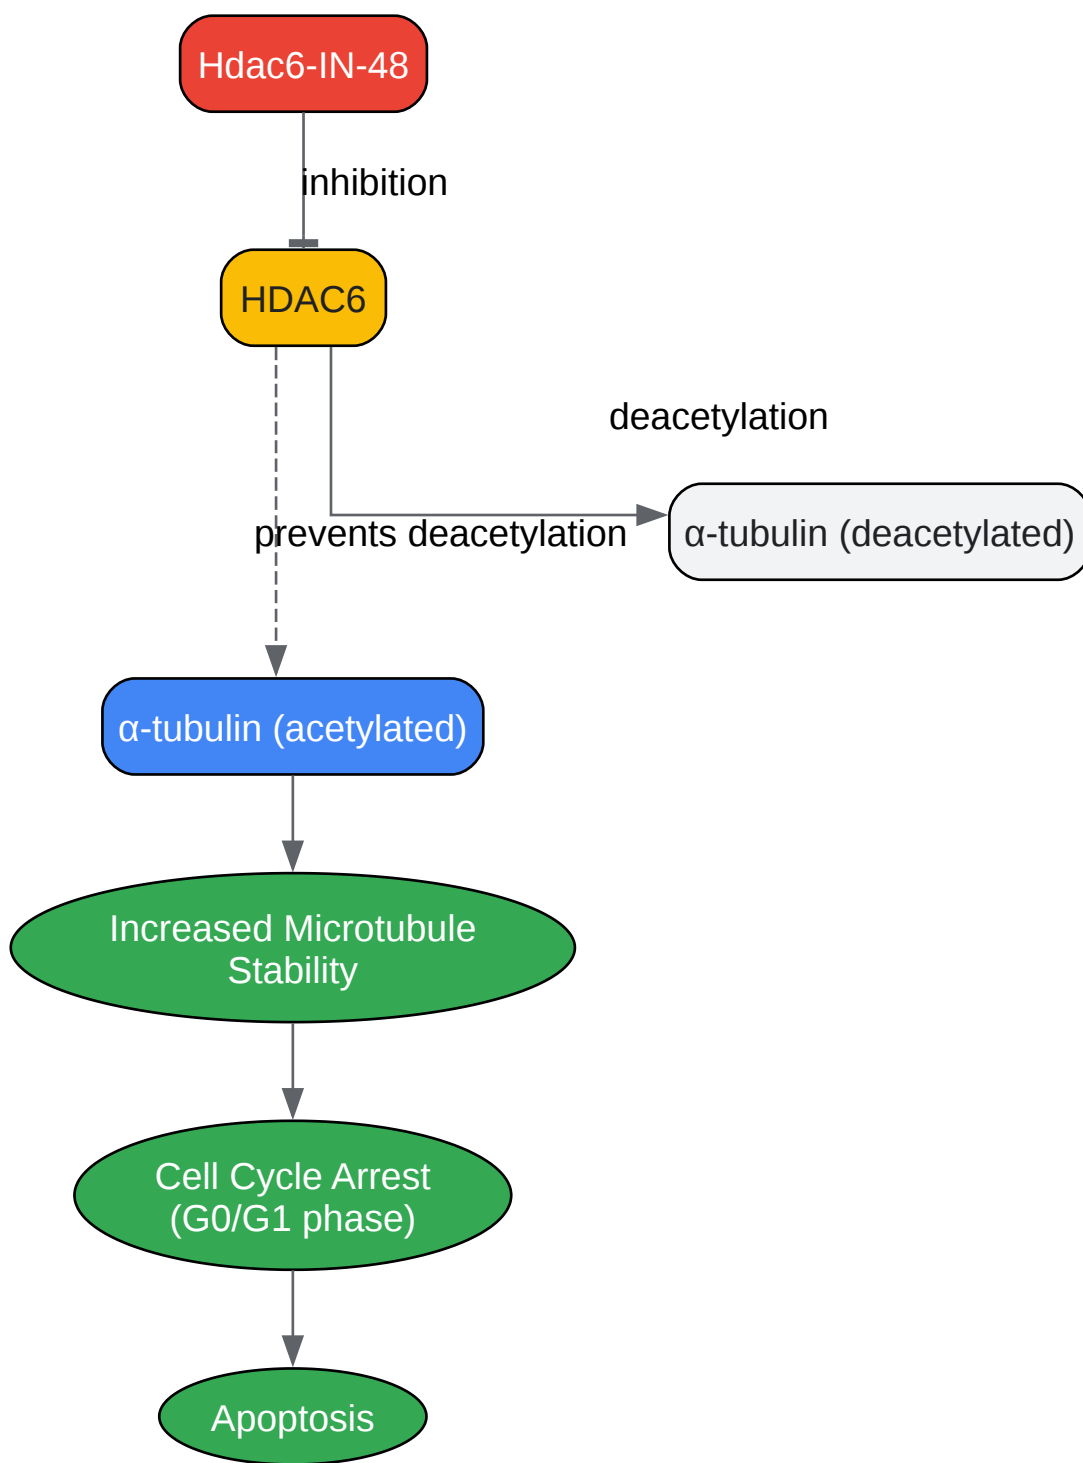 Hdac6-IN-48
inhibition
HDAC6
deacetylation
prevents deacetylation
α-tubulin (deacetylated)
α-tubulin (acetylated)
Increased Microtubule
Stability
Cell Cycle Arrest
(G0/G1 phase)
Apoptosis